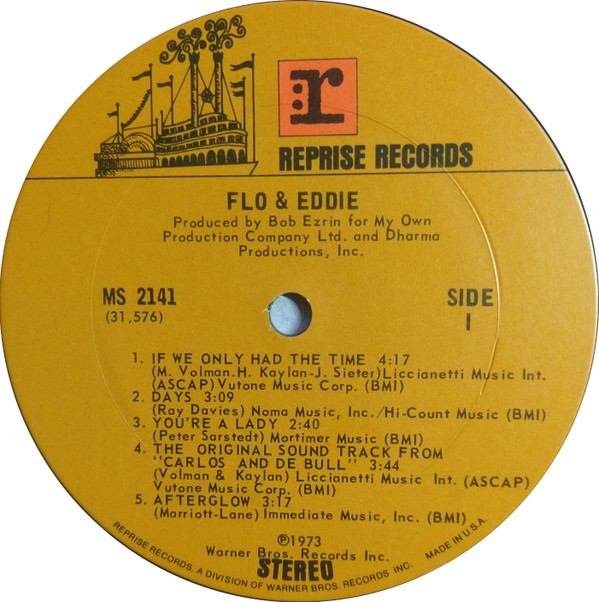 r
REPRISE RECORDS
FLO & EDDIE
Produced by Bob Ezrin for My Own
Production Company Ltd. and Dharma
Productions, Inc.
MS 2141 SIDE
(31,576) I
1. IF WE ONLY HAD THE TIME 4:17
(M. Volman.H. Kaylan-J. Sieter)Liccianetti Music Int.
(ASCAP)Vutone Music Corp. (BMI)
2. DAYS 3:09
(Ray Davies) Noma Music, Inc./Hi-Count Music (BMI)
3. YOU'RE A LADY 2:40
(Peter Sarstedt) Mortimer Music (BMI)
4. THE ORIGINAL SOUND TRACK FROM
"CARLOS AND DE BULL" 3:44
(Volman & Kaylan) Liccianetti Music Int. (ASCAP)
Vutone Music Corp. (BMI)
5. AFTERGLOW 3:17
(Marriott-Lane) Immediate Music, Inc. (BMI)
℗1973
Warner Bros. Records Inc.
STEREO
REPRISE RECORDS, A DIVISION OF WARNER BROS. RECORDS INC. MADE IN U.S.A.